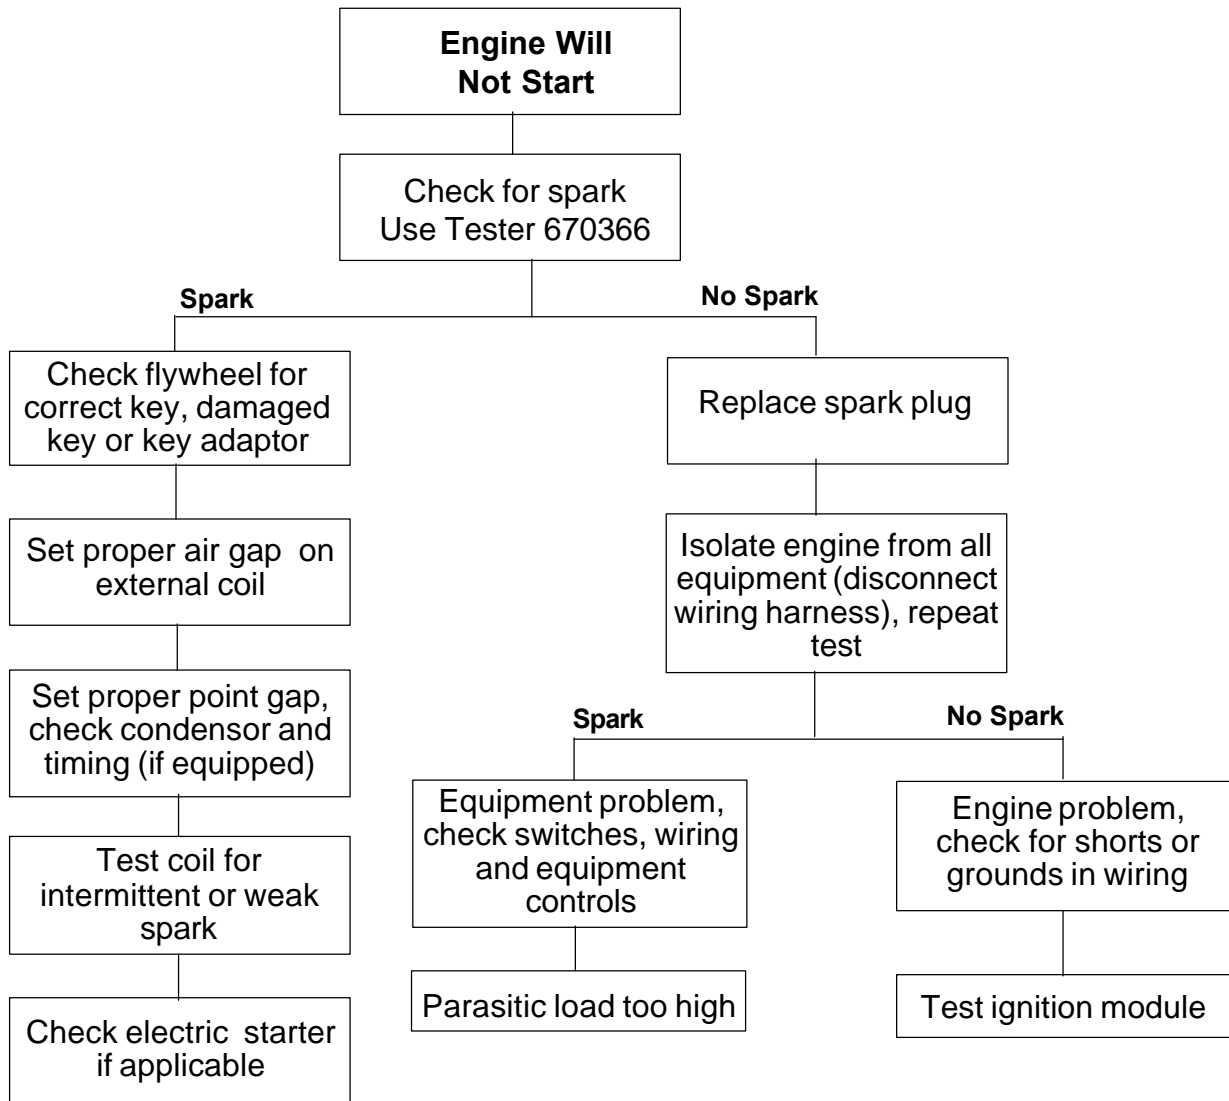 Engine Will
Not Start
Check for spark
Use Tester 670366
Spark
No Spark
Check flywheel for
correct key, damaged
key or key adaptor
Replace spark plug
Set proper air gap on
external coil
Isolate engine from all
equipment (disconnect
wiring harness), repeat
test
Set proper point gap,
check condensor and
timing (if equipped)
Spark
No Spark
Equipment problem,
check switches, wiring
and equipment
controls
Engine problem,
check for shorts or
grounds in wiring
Test coil for
intermittent or weak
spark
Parasitic load too high
Test ignition module
Check electric starter
if applicable